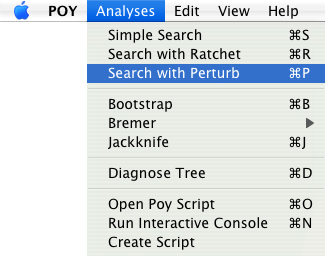 POY Analyses Edit View Help
Simple Search ⌘S
Search with Ratchet ⌘R
Search with Perturb ⌘P
Bootstrap ⌘B
Bremer
Jackknife ⌘J
Diagnose Tree ⌘D
Open Poy Script ⌘O
Run Interactive Console ⌘N
Create Script